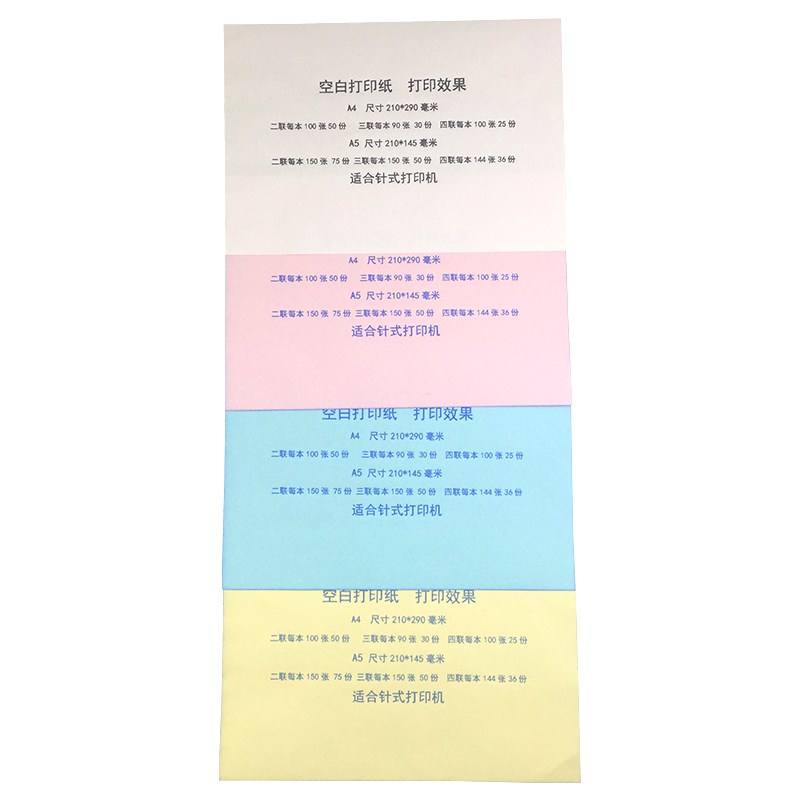 空白打印纸 打印效果
A4 尺寸 210*290 毫米
二联每本 100 张 50 份 三联每本 90 张 30 份 四联每本 100 张 25 份
A5 尺寸 210*145 毫米
二联每本 150 张 75 份 三联每本 150 张 50 份 四联每本 144 张 36 份
适合针式打印机
A4 尺寸 210*290 毫米
二联每本 100 张 50 份 三联每本 90 张 30 份 四联每本 100 张 25 份
A5 尺寸 210*145 毫米
二联每本 150 张 75 份 三联每本 150 张 50 份 四联每本 144 张 36 份
适合针式打印机
空白打印纸 打印效果
A4 尺寸 210*290 毫米
二联每本 100 张 50 份 三联每本 90 张 30 份 四联每本 100 张 25 份
A5 尺寸 210*145 毫米
二联每本 150 张 75 份 三联每本 150 张 50 份 四联每本 144 张 36 份
适合针式打印机
空白打印纸 打印效果
A4 尺寸 210*290 毫米
二联每本 100 张 50 份 三联每本 90 张 30 份 四联每本 100 张 25 份
A5 尺寸 210*145 毫米
二联每本 150 张 75 份 三联每本 150 张 50 份 四联每本 144 张 36 份
适合针式打印机